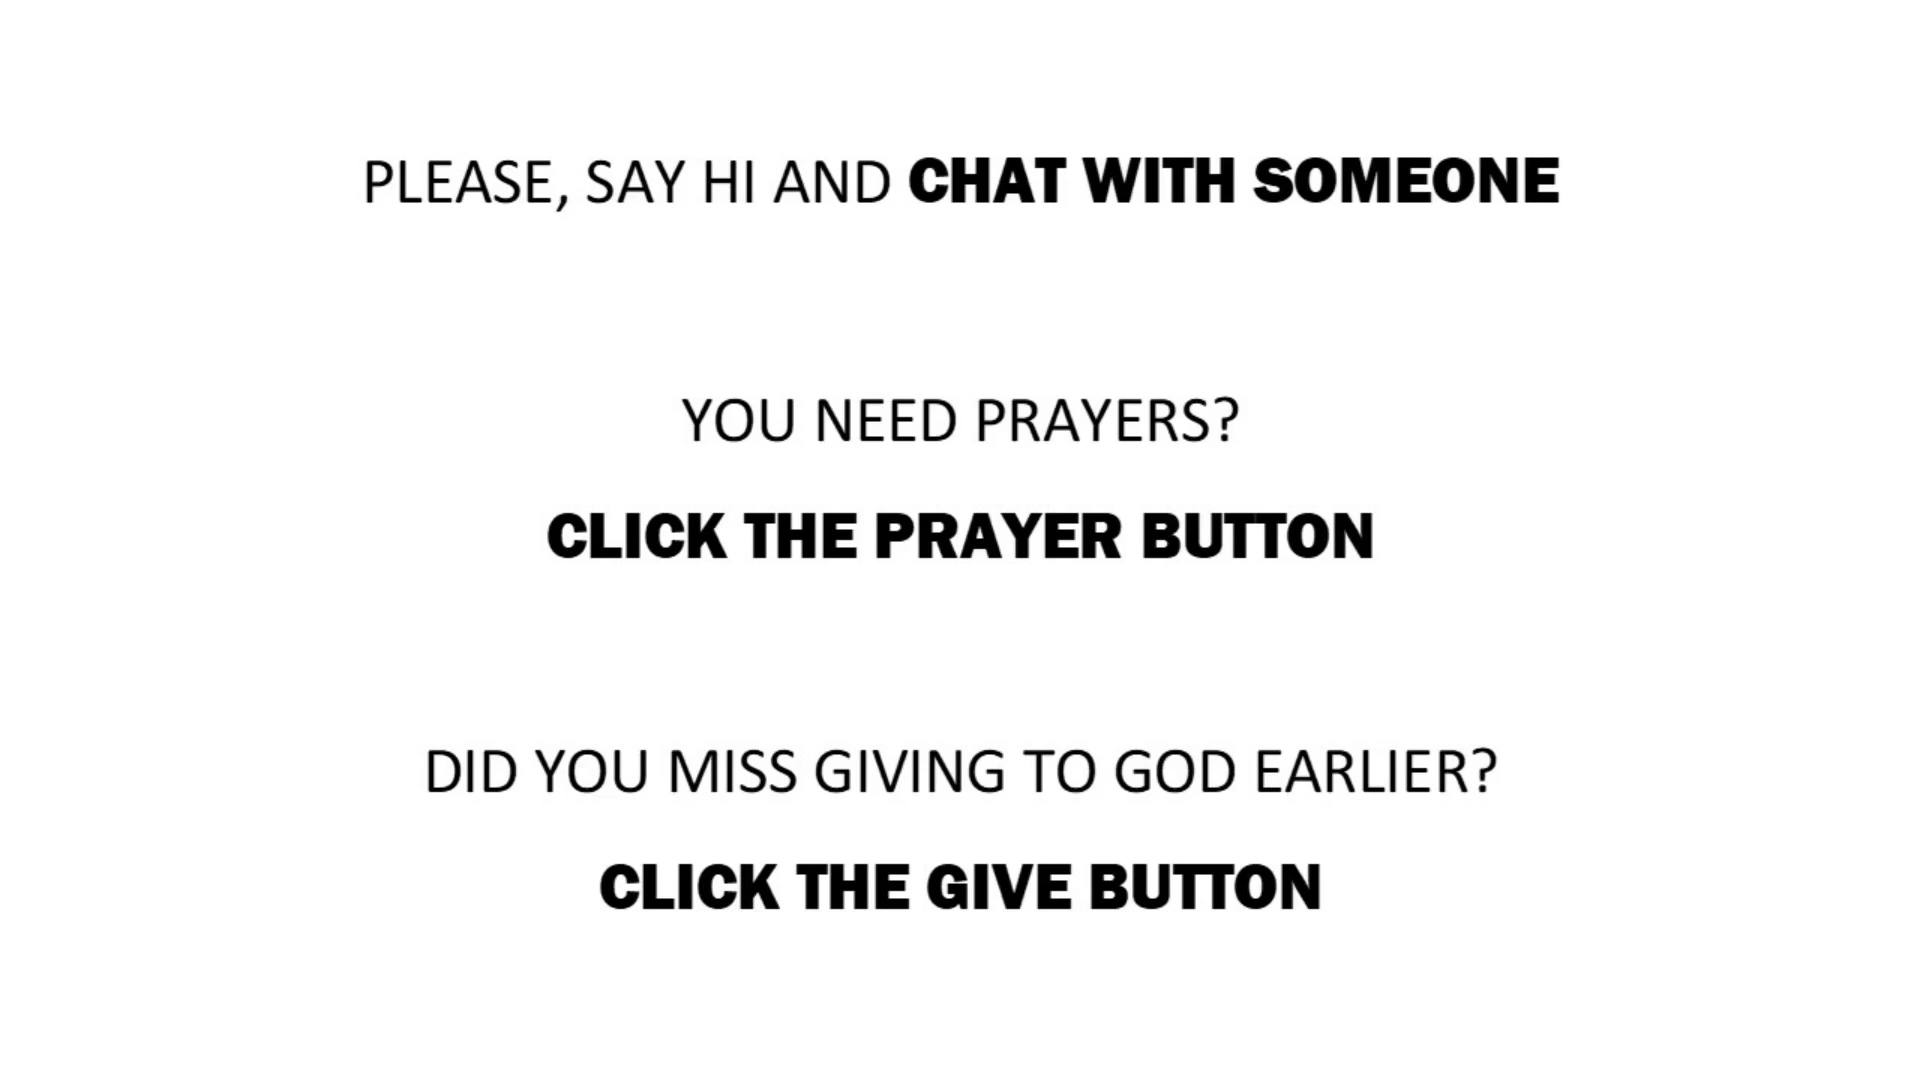 PLEASE, SAY HI AND CHAT WITH SOMEONE
YOU NEED PRAYERS?
CLICK THE PRAYER BUTTON
DID YOU MISS GIVING TO GOD EARLIER?
CLICK THE GIVE BUTTON